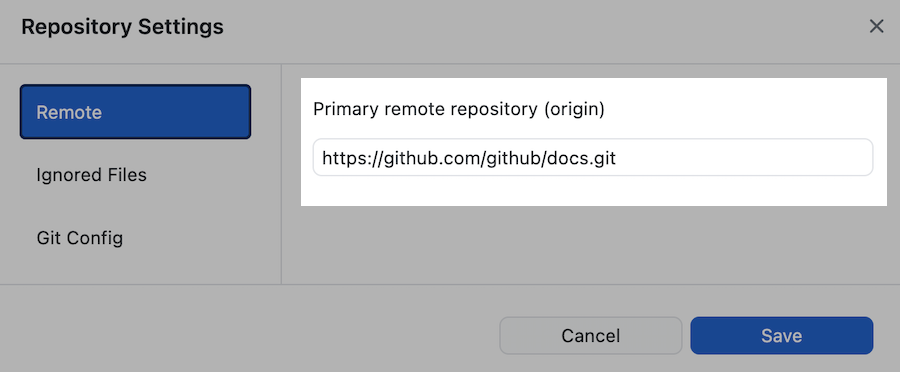 Repository Settings
Remote
Ignored Files
Git Config
Primary remote repository (origin)
https://github.com/github/docs.git
Cancel
Save